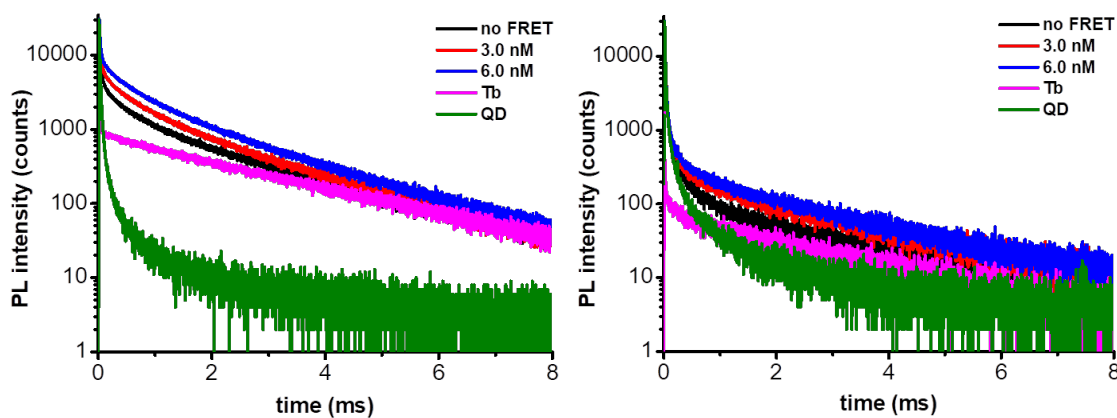 10000
1000
100
10
1
PL intensity (counts)
0
2
4
6
8
time (ms)
no FRET
3.0 nM
6.0 nM
Tb
QD
10000
1000
100
10
1
PL intensity (counts)
0
2
4
6
8
time (ms)
no FRET
3.0 nM
6.0 nM
Tb
QD